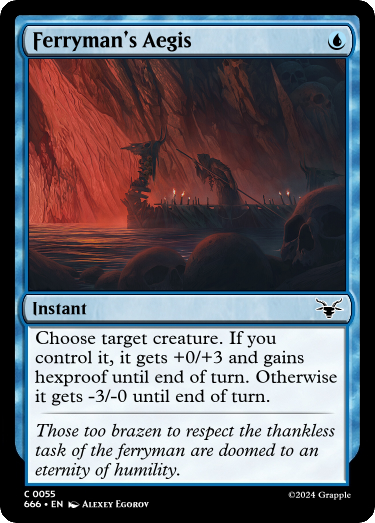 Ferryman's Aegis
Instant
Choose target creature. If you
control it, it gets +0/+3 and gains
hexproof until end of turn. Otherwise
it gets -3/-0 until end of turn.
Those too brazen to respect the thankless
task of the ferryman are doomed to an
eternity of humility.
C 0055
666 • EN Alexey Egorov
©2024 Grapple